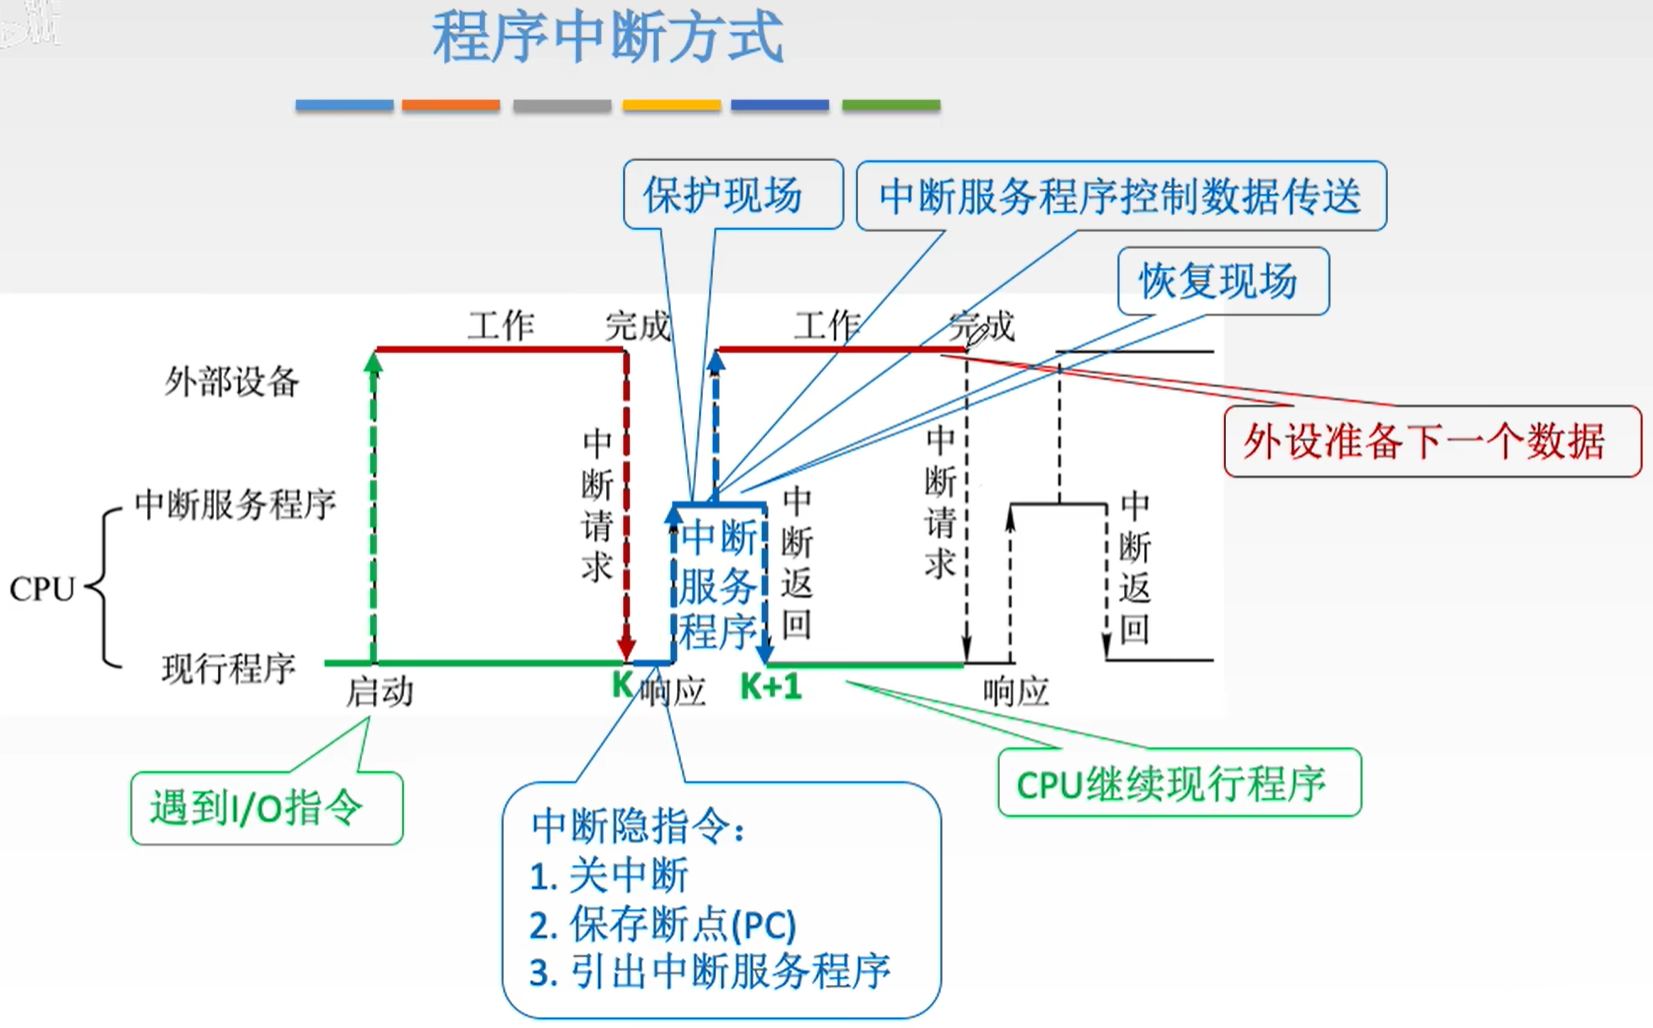 程序中断方式
保护现场
中断服务程序控制数据传送
恢复现场
工作
完成
工作
完成
外部设备
外设准备下一个数据
中断请求
中断请求
中断服务程序
中断服务程序
中断返回
中断返回
CPU
现行程序
启动
K
响应
K+1
响应
遇到I/O指令
CPU继续现行程序
中断隐指令：
1. 关中断
2. 保存断点(PC)
3. 引出中断服务程序